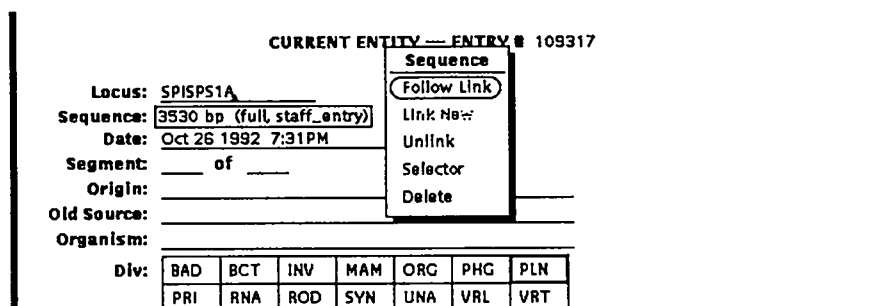 CURRENT ENTITY — ENTRY # 109317
Sequence
Follow Link
Link New
Unlink
Selector
Delete
Locus: SPISPS1A
Sequence: 3530 bp (full, staff_entry)
Date: Oct 26 1992 7:31PM
Segment: ____ of ____
Origin:
Old Source:
Organism:
Div: BAD BCT INV MAM ORG PHG PLN
PRI RNA ROD SYN UNA VRL VRT